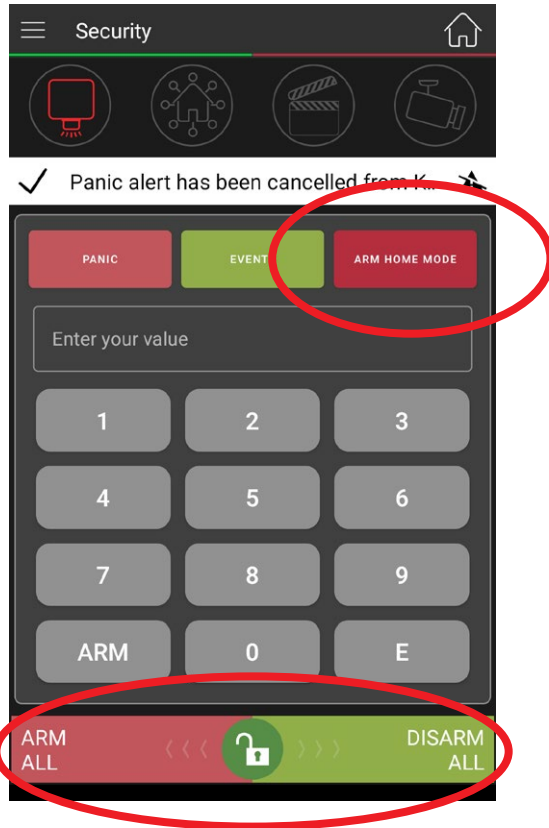 Security
Panic alert has been cancelled from K...
PANIC EVENT ARM HOME MODE
Enter your value
1 2 3
4 5 6
7 8 9
ARM 0 E
ARM ALL DISARM ALL